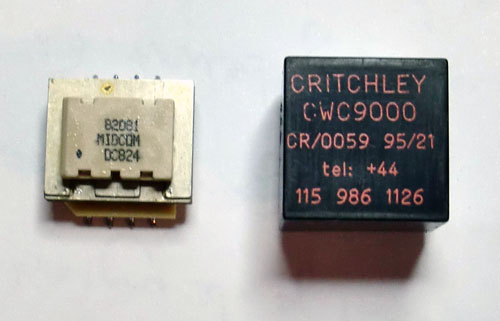 82081
MIDCOM
DC824
CRITCHLEY
CWC9000
CR/0059 95/21
tel: +44
115 986 1126